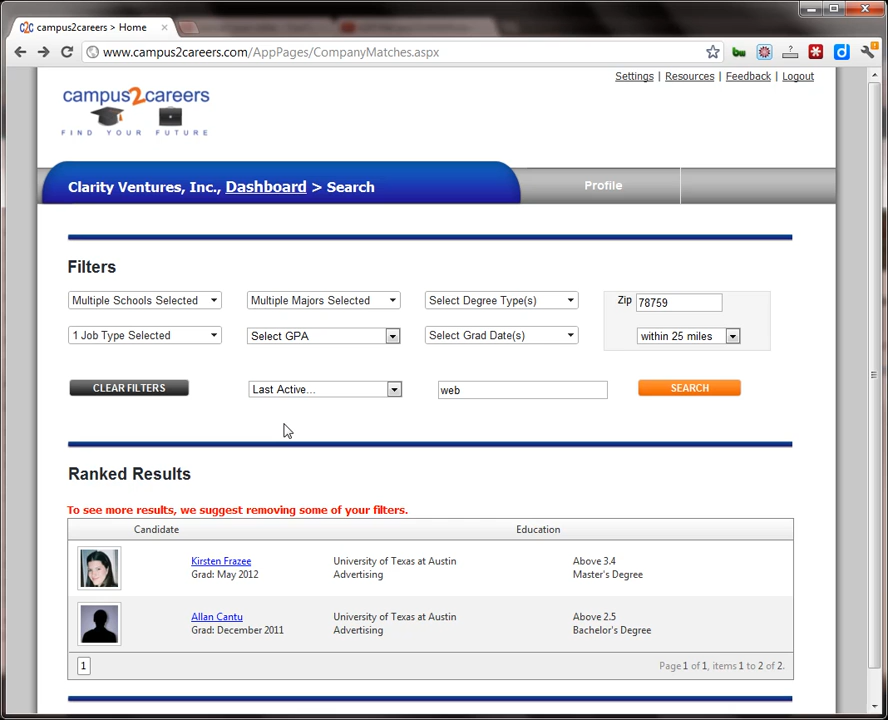 campus2careers > Home
www.campus2careers.com/AppPages/CompanyMatches.aspx
Settings | Resources | Feedback | Logout
campus2careers
FIND YOUR FUTURE
Clarity Ventures, Inc., Dashboard > Search
Profile
Filters
Multiple Schools Selected Multiple Majors Selected Select Degree Type(s) Zip 78759
1 Job Type Selected Select GPA Select Grad Date(s) within 25 miles
CLEAR FILTERS Last Active... web SEARCH
Ranked Results
To see more results, we suggest removing some of your filters.
Candidate Education
Kirsten Frazee University of Texas at Austin Above 3.4
Grad: May 2012 Advertising Master's Degree
Allan Cantu University of Texas at Austin Above 2.5
Grad: December 2011 Advertising Bachelor's Degree
1 Page 1 of 1, items 1 to 2 of 2.